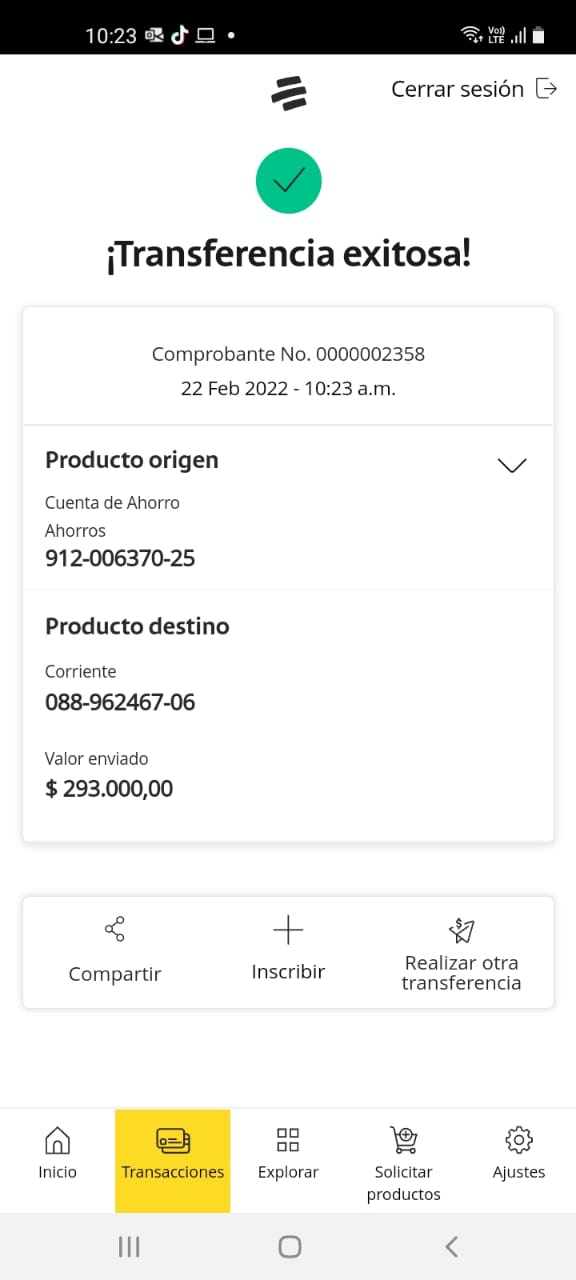 10:23
Vo))
LTE
Cerrar sesión
¡Transferencia exitosa!
Comprobante No. 0000002358
22 Feb 2022 - 10:23 a.m.
Producto origen
Cuenta de Ahorro
Ahorros
912-006370-25
Producto destino
Corriente
088-962467-06
Valor enviado
$ 293.000,00
Compartir
Inscribir
Realizar otra
transferencia
Inicio
Transacciones
Explorar
Solicitar
productos
Ajustes